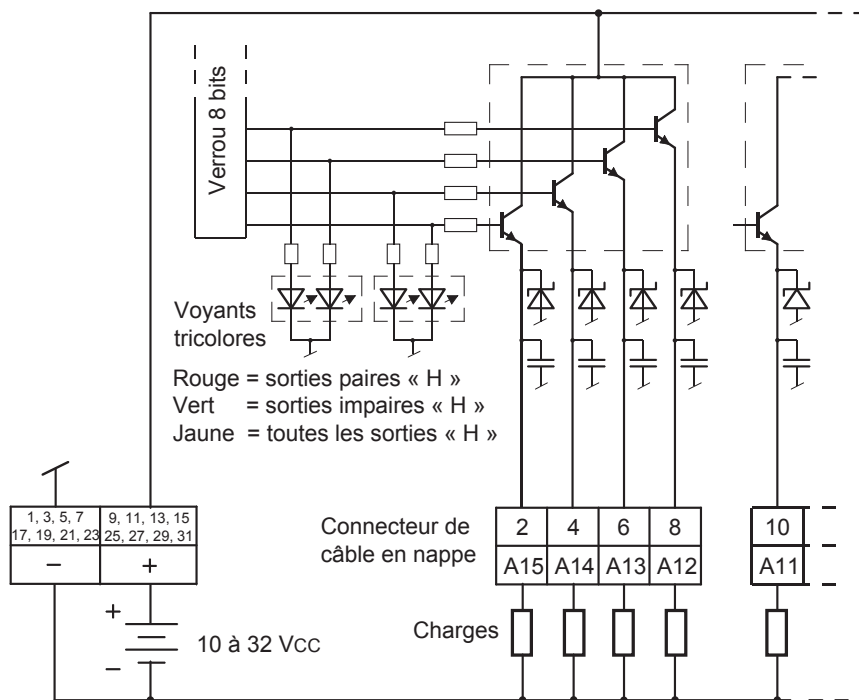 Verrou 8 bits
Voyants
tricolores
Rouge = sorties paires « H »
Vert = sorties impaires « H »
Jaune = toutes les sorties « H »
1, 3, 5, 7
17, 19, 21, 23
9, 11, 13, 15
25, 27, 29, 31
−
+
Connecteur de
câble en nappe
2
4
6
8
10
A15
A14
A13
A12
A11
+
−
10 à 32 VCC
Charges